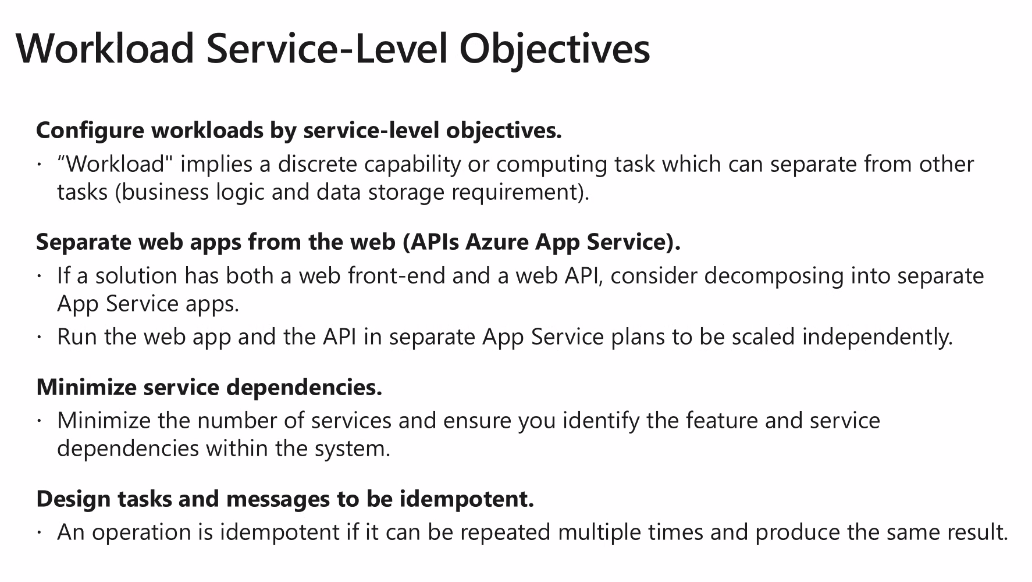 Workload Service-Level Objectives
Configure workloads by service-level objectives.
· “Workload" implies a discrete capability or computing task which can separate from other
tasks (business logic and data storage requirement).
Separate web apps from the web (APIs Azure App Service).
· If a solution has both a web front-end and a web API, consider decomposing into separate
App Service apps.
· Run the web app and the API in separate App Service plans to be scaled independently.
Minimize service dependencies.
· Minimize the number of services and ensure you identify the feature and service
dependencies within the system.
Design tasks and messages to be idempotent.
· An operation is idempotent if it can be repeated multiple times and produce the same result.